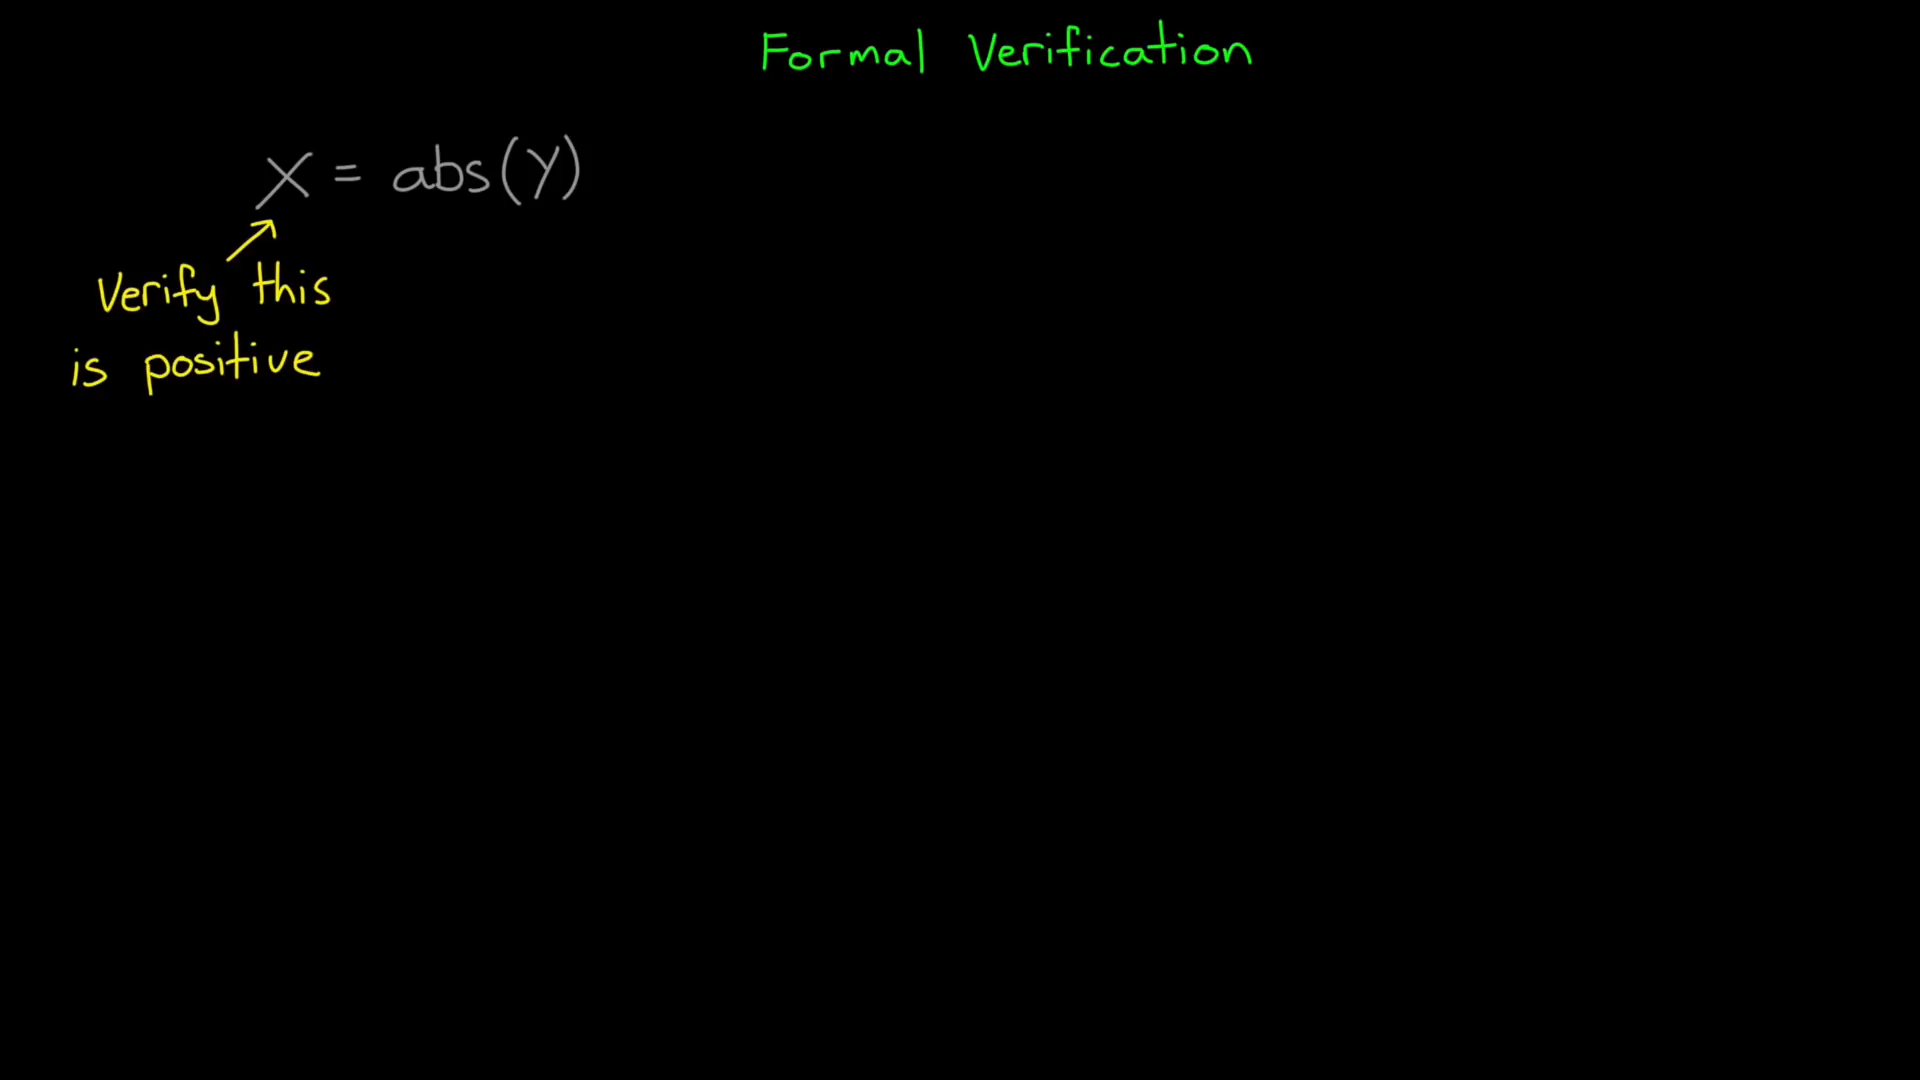 Formal Verification
X = abs(Y)
Verify this
is positive